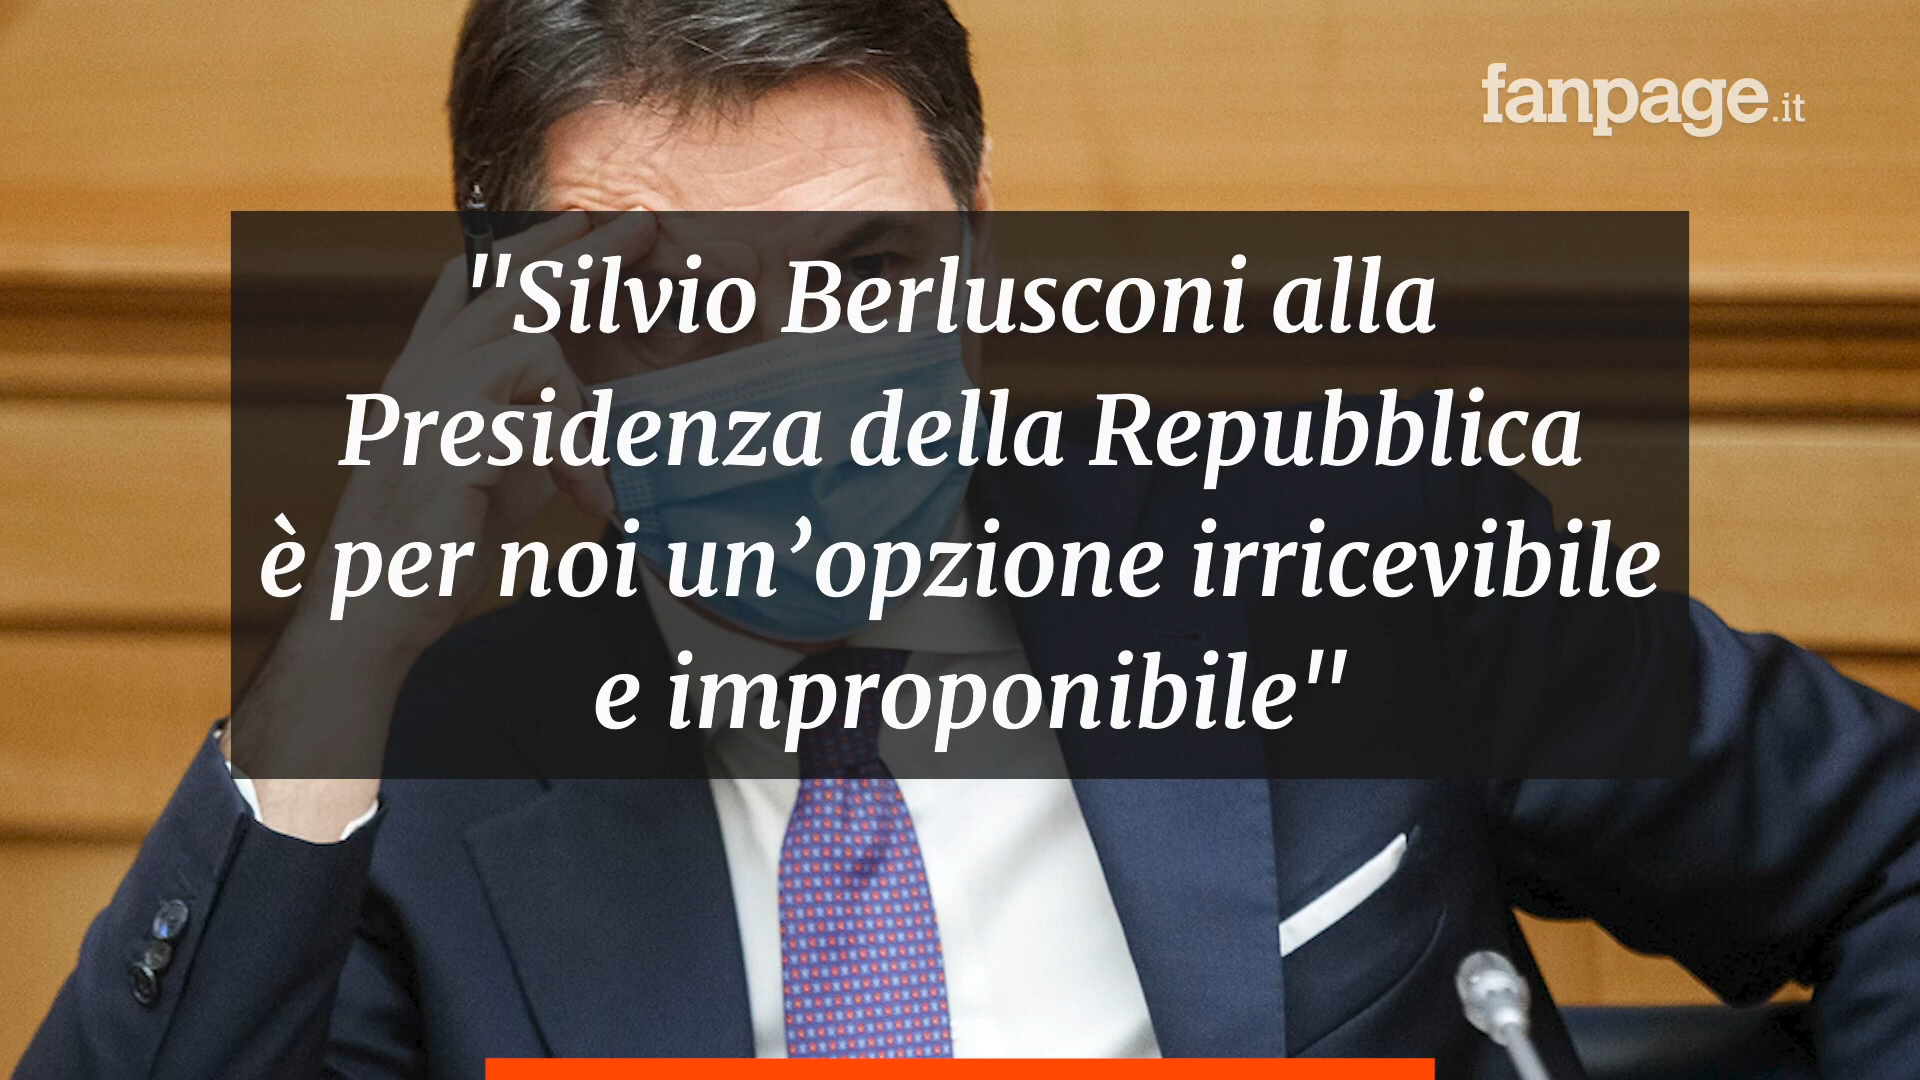 fanpage.it
"Silvio Berlusconi alla
Presidenza della Repubblica
è per noi un’opzione irricevibile
e improponibile"